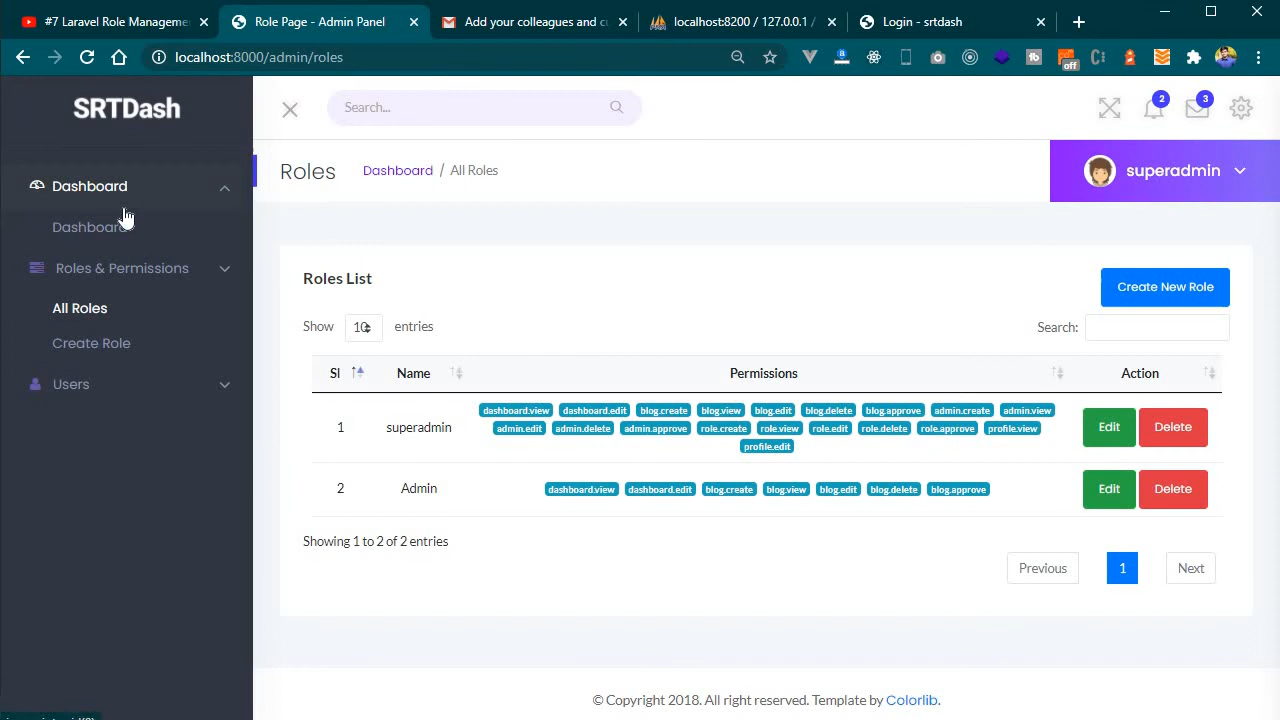 #7 Laravel Role Manageme
Role Page - Admin Panel
Add your colleagues and cu
localhost:8200 / 127.0.0.1 /
Login - srtdash
localhost:8000/admin/roles
off
SRTDash
Search...
2
3
Roles
Dashboard / All Roles
superadmin
Dashboard
Dashboard
Roles & Permissions
All Roles
Create Role
Users
Roles List
Create New Role
Show 10 entries
Search:
Sl Name Permissions Action
1 superadmin
dashboard.view dashboard.edit blog.create blog.view blog.edit blog.delete blog.approve admin.create admin.view
admin.edit admin.delete admin.approve role.create role.view role.edit role.delete role.approve profile.view
profile.edit
Edit Delete
2 Admin dashboard.view dashboard.edit blog.create blog.view blog.edit blog.delete blog.approve Edit Delete
Showing 1 to 2 of 2 entries
Previous 1 Next
© Copyright 2018. All right reserved. Template by Colorlib.